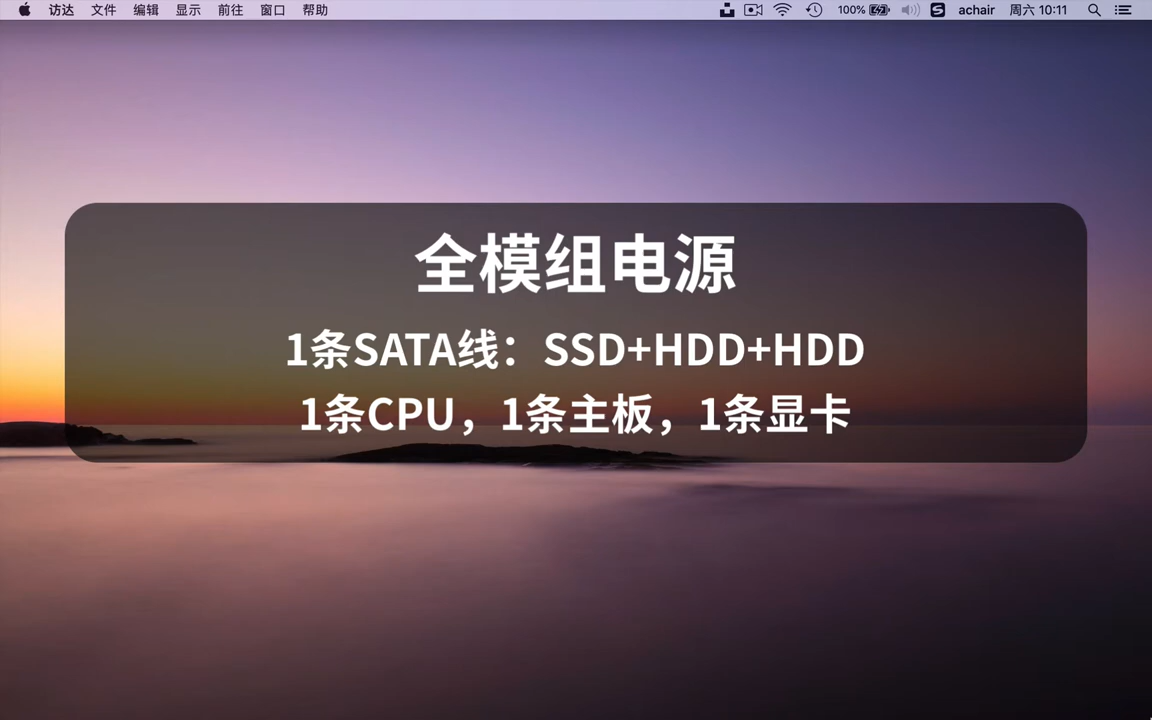 访达 文件 编辑 显示 前往 窗口 帮助 100% achair 周六 10:11
全模组电源
1条SATA线：SSD+HDD+HDD
1条CPU，1条主板，1条显卡